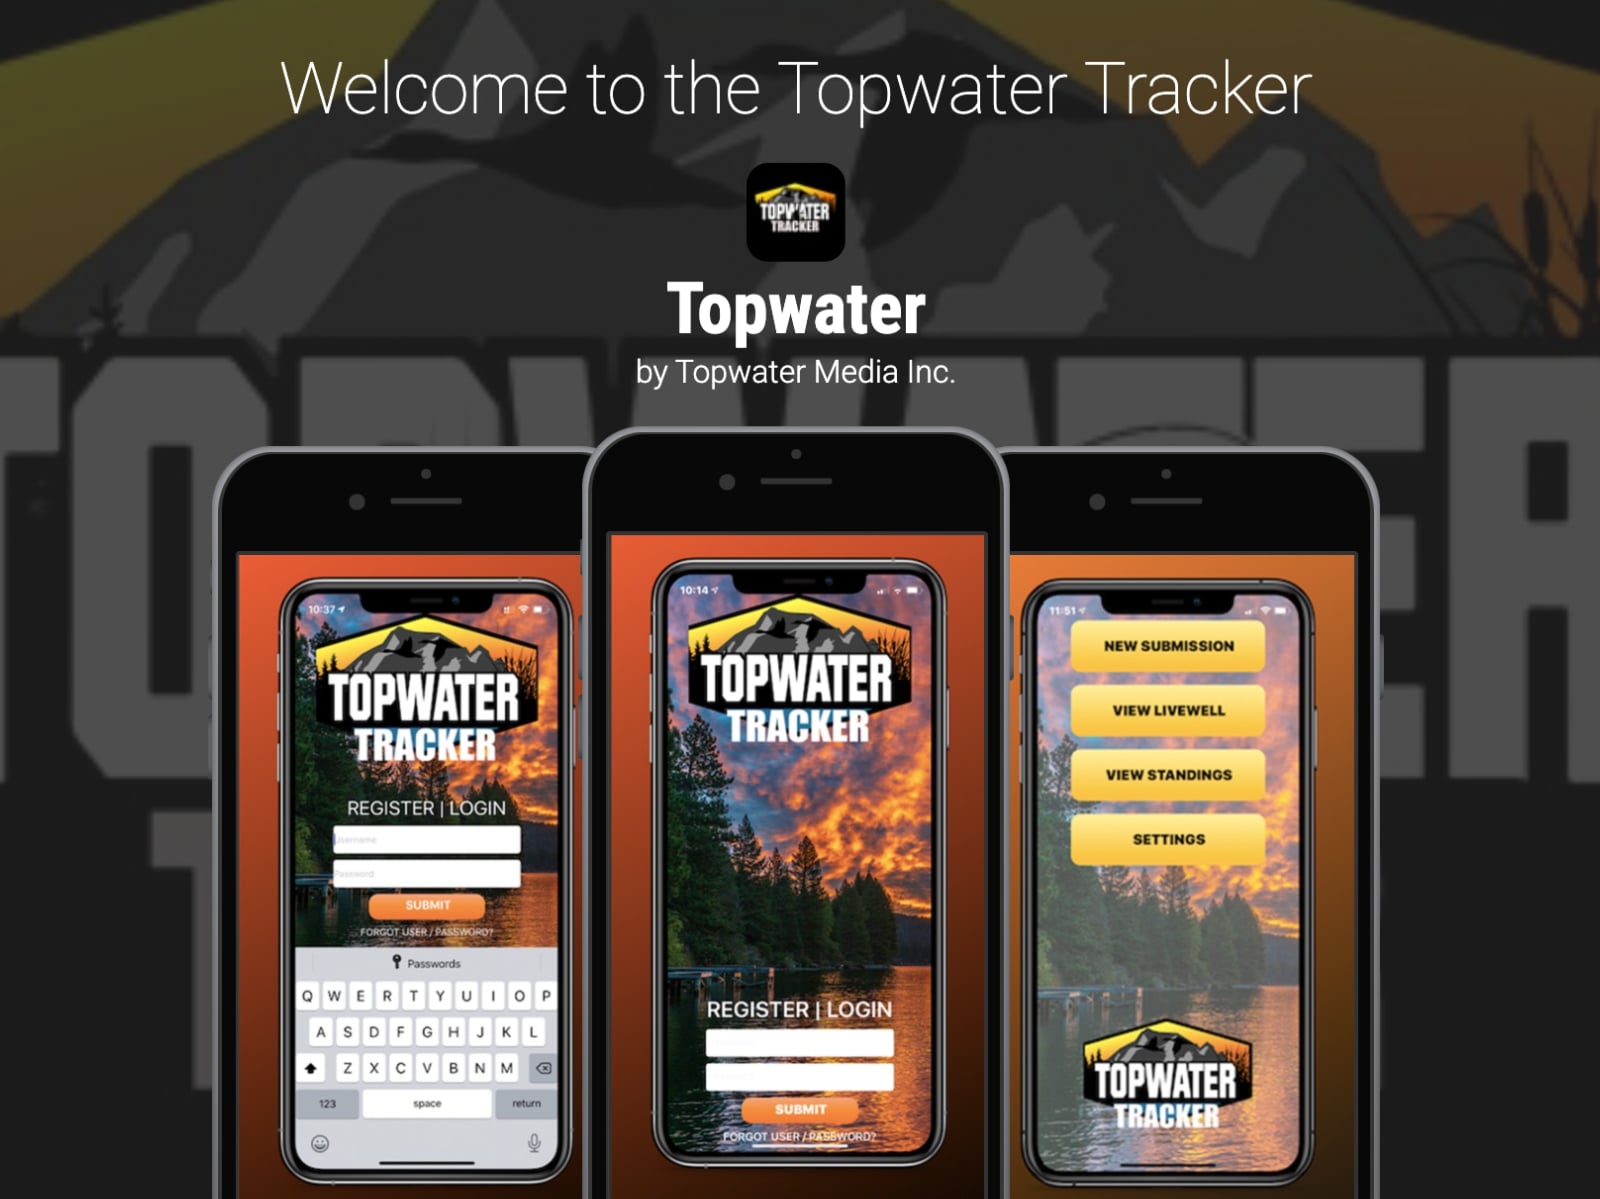 Welcome to the Topwater Tracker
TOPWATER
TRACKER
Topwater
by Topwater Media Inc.
10:37
TOPWATER
TRACKER
REGISTER | LOGIN
Username
Password
SUBMIT
FORGOT USER / PASSWORD?
Passwords
Q W E R T Y U I O P
A S D F G H J K L
Z X C V B N M
123 space return
10:14
TOPWATER
TRACKER
REGISTER | LOGIN
SUBMIT
FORGOT USER / PASSWORD?
11:51
NEW SUBMISSION
VIEW LIVEWELL
VIEW STANDINGS
SETTINGS
TOPWATER
TRACKER
TOPWATER